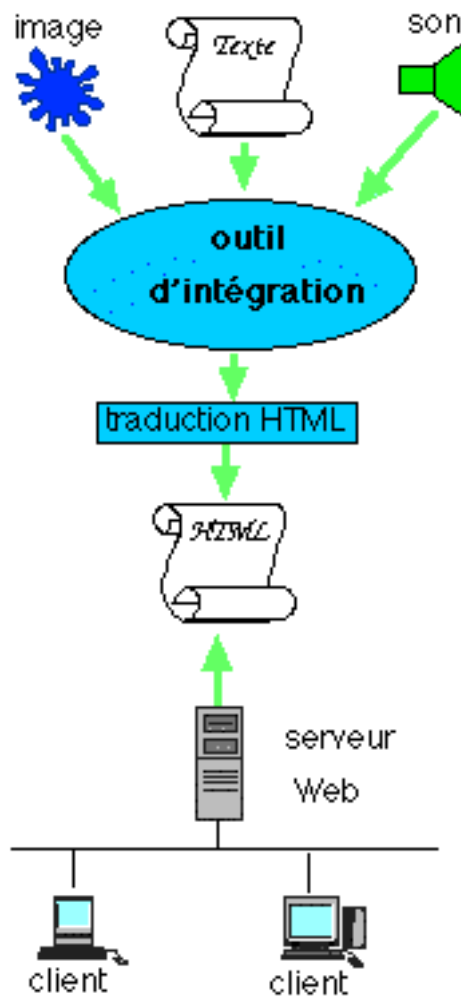 image
Texte
son
outil
d'intégration
traduction HTML
HTML
serveur
Web
client
client